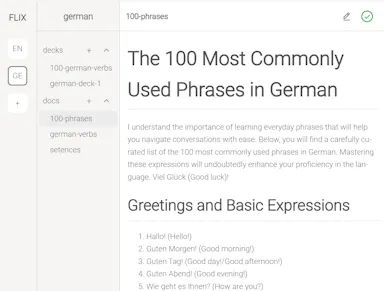 FLIX
EN
GE
+
german
decks + ^
100-german-verbs
german-deck-1
docs + ^
100-phrases
german-verbs
setences
100-phrases
The 100 Most Commonly
Used Phrases in German
I understand the importance of learning everyday phrases that will help
you navigate conversations with ease. Below, you will find a carefully cu-
rated list of the 100 most commonly used phrases in German. Mastering
these expressions will undoubtedly enhance your proficiency in the lan-
guage. Viel Glück (Good luck)!
Greetings and Basic Expressions
1. Hallo! (Hello!)
2. Guten Morgen! (Good morning!)
3. Guten Tag! (Good day!/Good afternoon!)
4. Guten Abend! (Good evening!)
5. Wie geht es Ihnen? (How are you?)